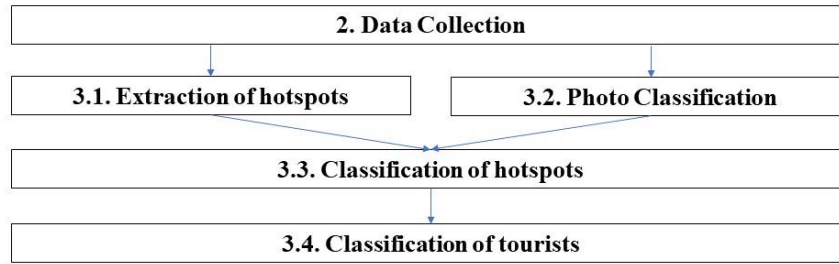 2. Data Collection
3.1. Extraction of hotspots
3.2. Photo Classification
3.3. Classification of hotspots
3.4. Classification of tourists